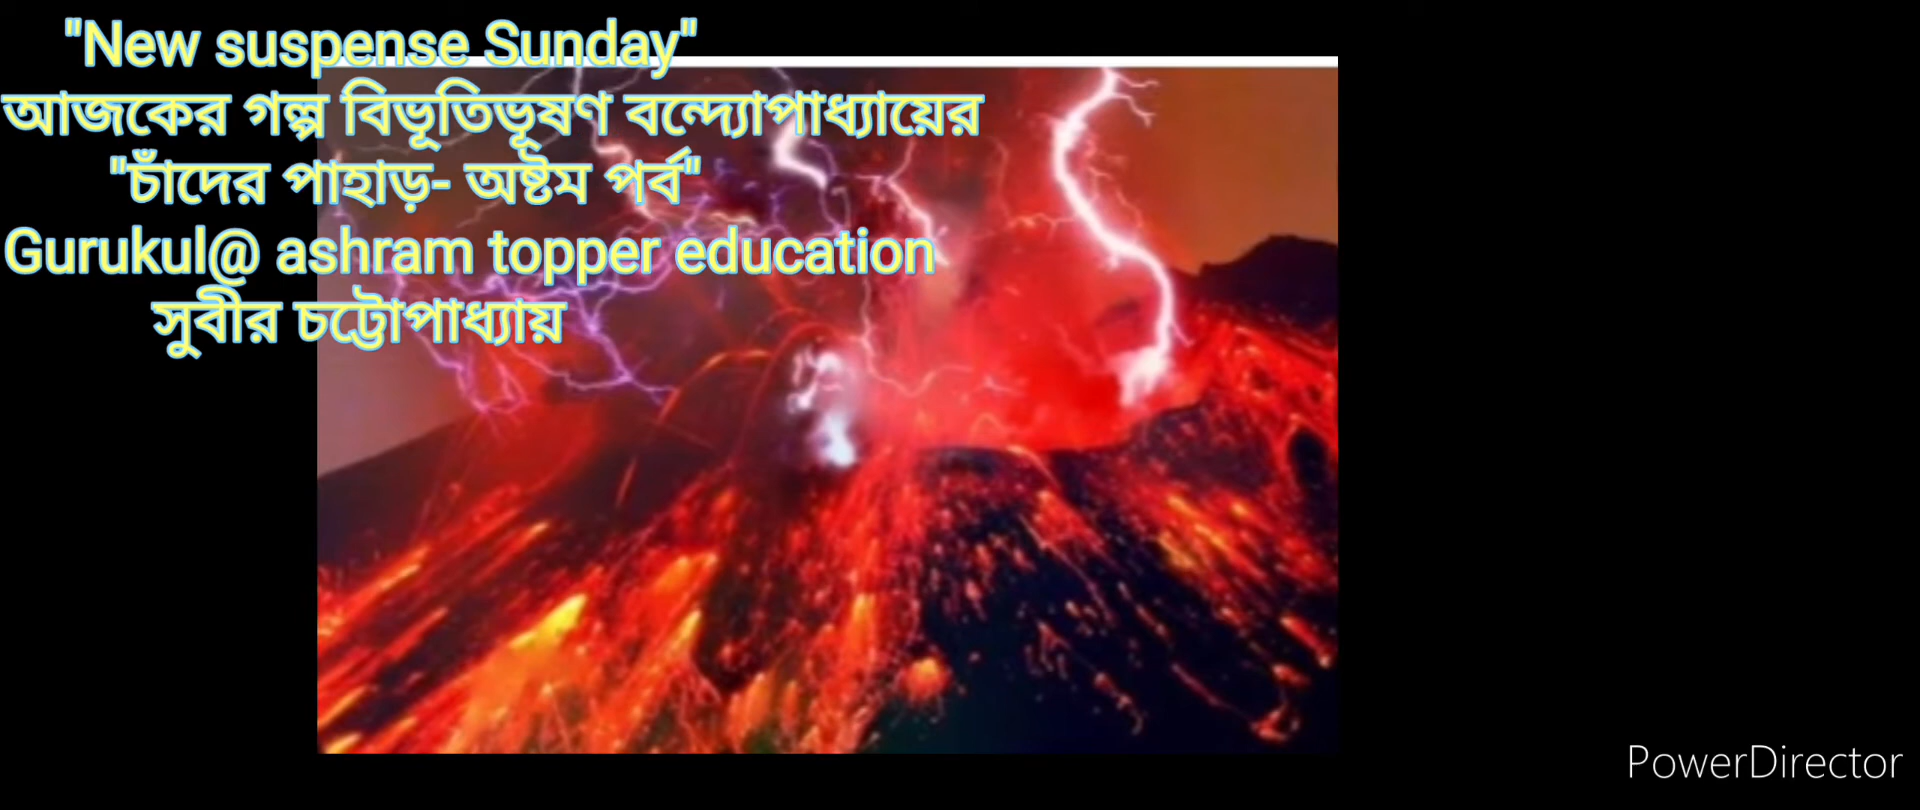 "New suspense Sunday"
আজকের গল্প বিভূতিভূষণ বন্দ্যোপাধ্যায়ের
"চাঁদের পাহাড়- অষ্টম পর্ব"
Gurukul@ ashram topper education
সুবীর চট্টোপাধ্যায়
PowerDirector